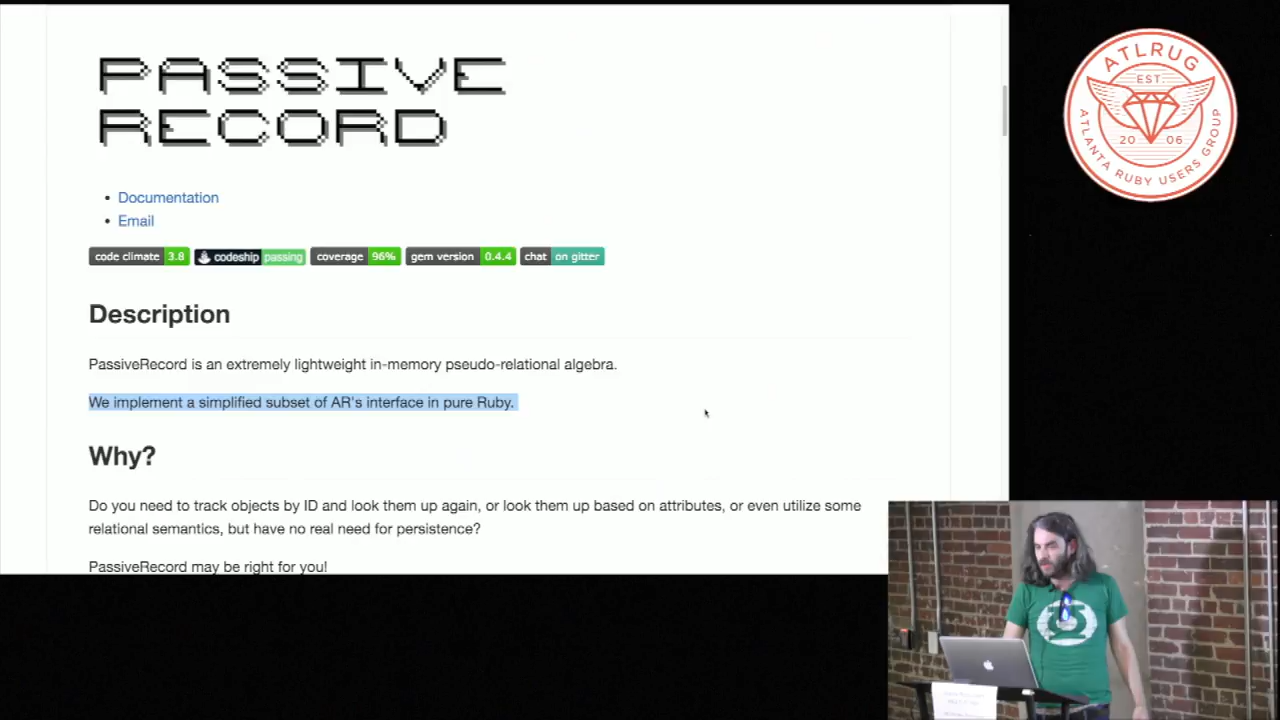 PASSIVE
RECORD
• Documentation
• Email
code climate 3.8 codeship passing coverage 96% gem version 0.4.4 chat on gitter
Description
PassiveRecord is an extremely lightweight in-memory pseudo-relational algebra.
We implement a simplified subset of AR's interface in pure Ruby.
Why?
Do you need to track objects by ID and look them up again, or look them up based on attributes, or even utilize some
relational semantics, but have no real need for persistence?
PassiveRecord may be right for you!
ATLRUG
EST.
20 06
ATLANTA RUBY USERS GROUP